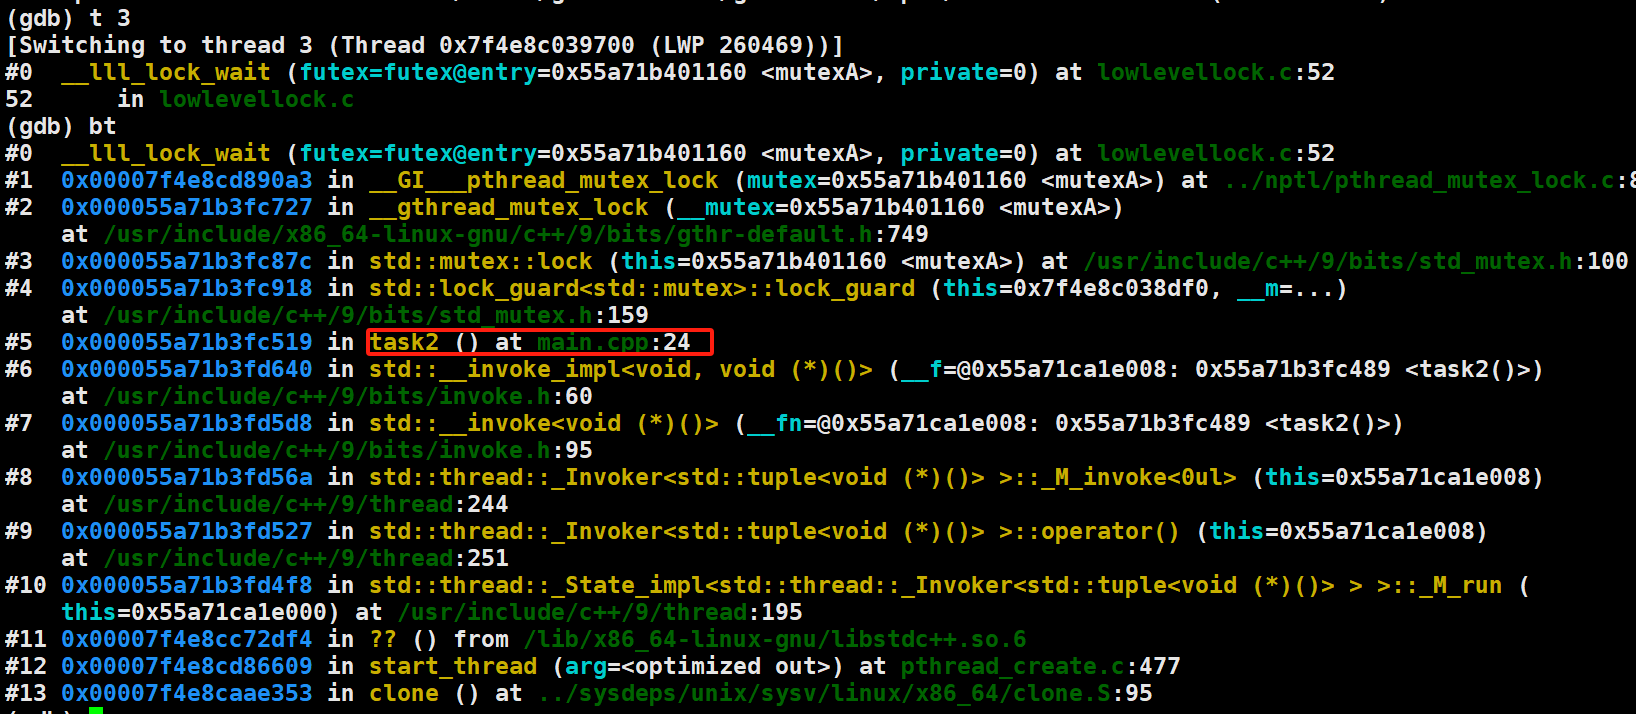 (gdb) t 3
[Switching to thread 3 (Thread 0x7f4e8c039700 (LWP 260469))]
#0  __lll_lock_wait (futex=futex@entry=0x55a71b401160 <mutexA>, private=0) at lowlevellock.c:52
52      in lowlevellock.c
(gdb) bt
#0  __lll_lock_wait (futex=futex@entry=0x55a71b401160 <mutexA>, private=0) at lowlevellock.c:52
#1  0x00007f4e8cd890a3 in __GI___pthread_mutex_lock (mutex=0x55a71b401160 <mutexA>) at ../nptl/pthread_mutex_lock.c:8
#2  0x000055a71b3fc727 in __gthread_mutex_lock (__mutex=0x55a71b401160 <mutexA>)
    at /usr/include/x86_64-linux-gnu/c++/9/bits/gthr-default.h:749
#3  0x000055a71b3fc87c in std::mutex::lock (this=0x55a71b401160 <mutexA>) at /usr/include/c++/9/bits/std_mutex.h:100
#4  0x000055a71b3fc918 in std::lock_guard<std::mutex>::lock_guard (this=0x7f4e8c038df0, __m=...)
    at /usr/include/c++/9/bits/std_mutex.h:159
#5  0x000055a71b3fc519 in task2 () at main.cpp:24
#6  0x000055a71b3fd640 in std::__invoke_impl<void, void (*)()> (__f=@0x55a71ca1e008: 0x55a71b3fc489 <task2()>)
    at /usr/include/c++/9/bits/invoke.h:60
#7  0x000055a71b3fd5d8 in std::__invoke<void (*)()> (__fn=@0x55a71ca1e008: 0x55a71b3fc489 <task2()>)
    at /usr/include/c++/9/bits/invoke.h:95
#8  0x000055a71b3fd56a in std::thread::_Invoker<std::tuple<void (*)()> >::_M_invoke<0ul> (this=0x55a71ca1e008)
    at /usr/include/c++/9/thread:244
#9  0x000055a71b3fd527 in std::thread::_Invoker<std::tuple<void (*)()> >::operator() (this=0x55a71ca1e008)
    at /usr/include/c++/9/thread:251
#10 0x000055a71b3fd4f8 in std::thread::_State_impl<std::thread::_Invoker<std::tuple<void (*)()> > >::_M_run (
    this=0x55a71ca1e000) at /usr/include/c++/9/thread:195
#11 0x00007f4e8cc72df4 in ?? () from /lib/x86_64-linux-gnu/libstdc++.so.6
#12 0x00007f4e8cd86609 in start_thread (arg=<optimized out>) at pthread_create.c:477
#13 0x00007f4e8caae353 in clone () at ../sysdeps/unix/sysv/linux/x86_64/clone.S:95